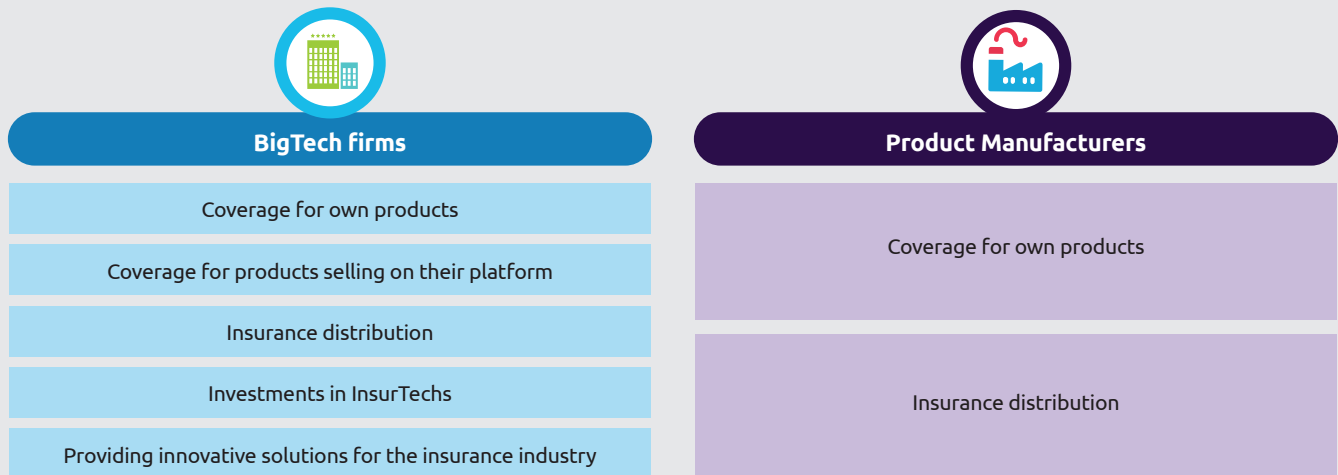 BigTech firms
Coverage for own products
Coverage for products selling on their platform
Insurance distribution
Investments in InsurTechs
Providing innovative solutions for the insurance industry
Product Manufacturers
Coverage for own products
Insurance distribution